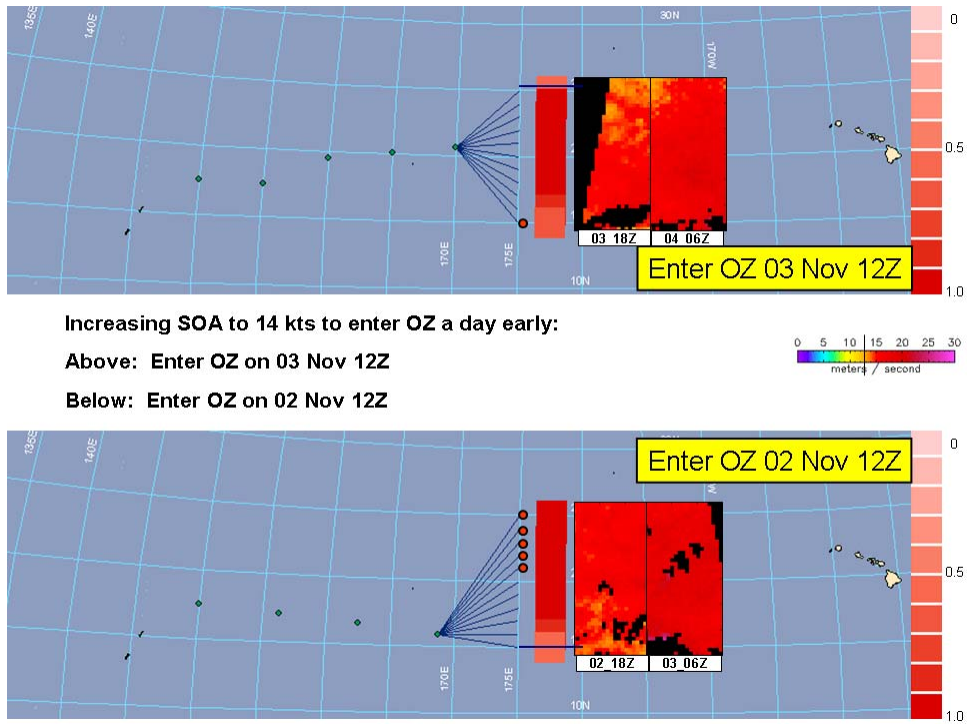 135E
140E
30N
170W
0
0.5
170E
175E
03_18Z
04_06Z
Enter OZ 03 Nov 12Z
10N
1.0
Increasing SOA to 14 kts to enter OZ a day early:
Above: Enter OZ on 03 Nov 12Z
Below: Enter OZ on 02 Nov 12Z
0 5 10 15 20 25 30
meters / second
135E
140E
Enter OZ 02 Nov 12Z
0
0.5
170E
175E
02_18Z
03_06Z
10N
1.0